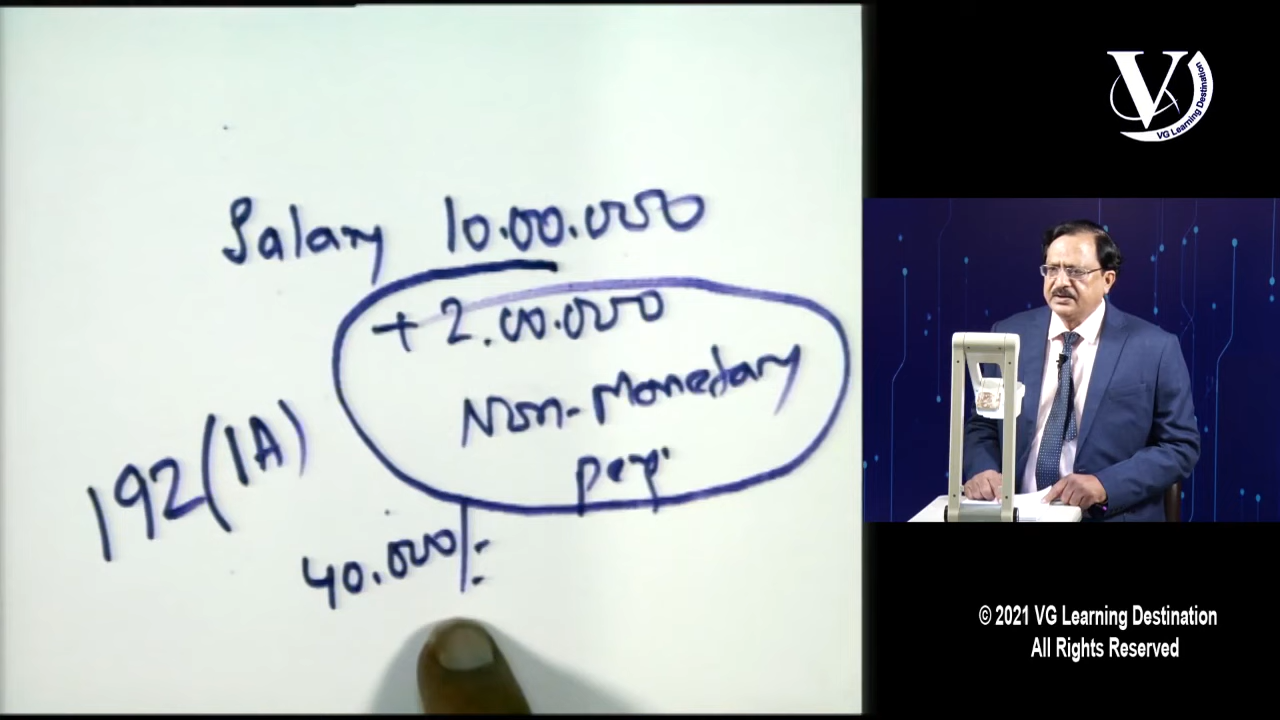 Salary 10.00.000
+ 2.00.000
Non-Monetary
per
192(1A)
40.000/-
V
VG Learning Destination
© 2021 VG Learning Destination
All Rights Reserved